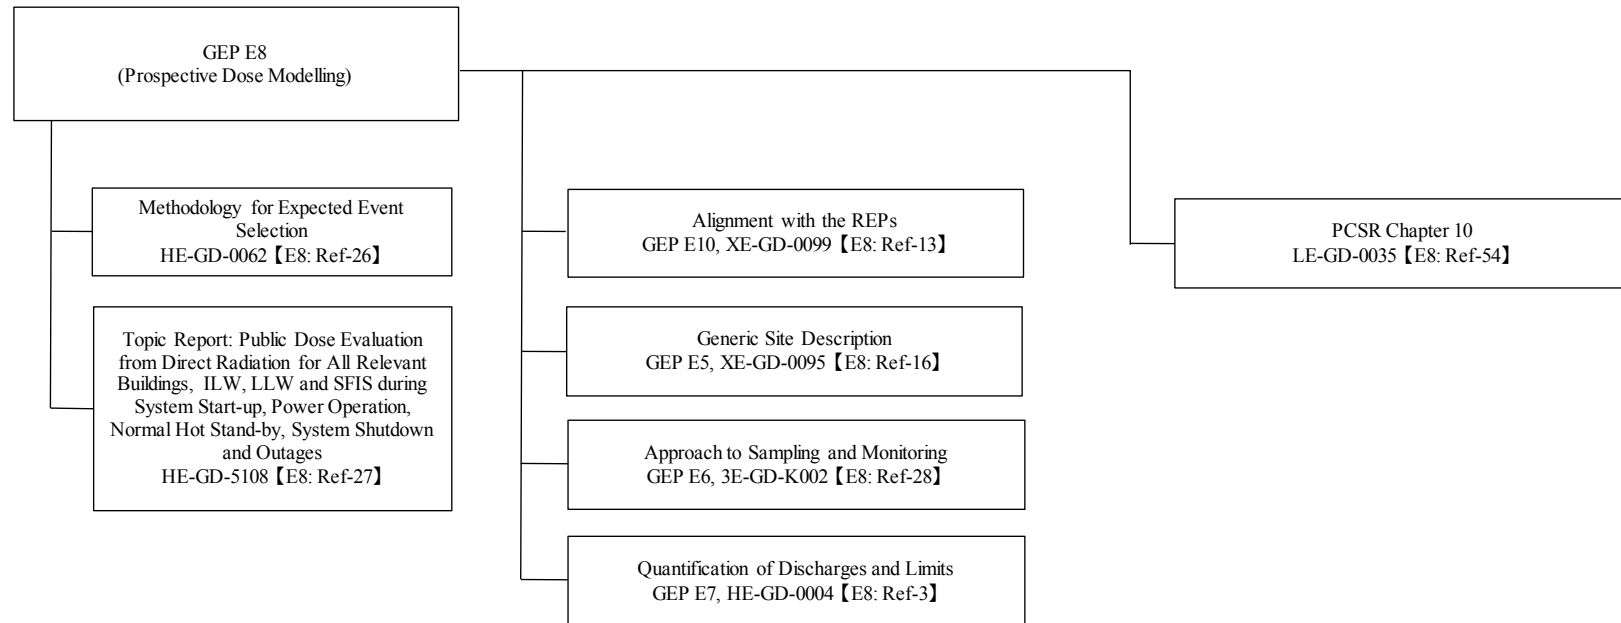 GEP E8
(Prospective Dose Modelling)
Methodology for Expected Event
Selection
HE-GD-0062【E8: Ref-26】
Topic Report: Public Dose Evaluation
from Direct Radiation for All Relevant
Buildings, ILW, LLW and SFIS during
System Start-up, Power Operation,
Normal Hot Stand-by, System Shutdown
and Outages
HE-GD-5108【E8: Ref-27】
Alignment with the REPs
GEP E10, XE-GD-0099【E8: Ref-13】
Generic Site Description
GEP E5, XE-GD-0095【E8: Ref-16】
Approach to Sampling and Monitoring
GEP E6, 3E-GD-K002【E8: Ref-28】
Quantification of Discharges and Limits
GEP E7, HE-GD-0004【E8: Ref-3】
PCSR Chapter 10
LE-GD-0035【E8: Ref-54】